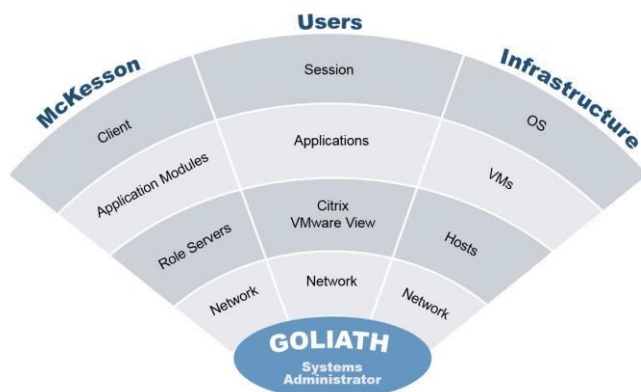 McKesson
Users
Infrastructure
Client
Session
OS
Application Modules
Applications
VMs
Role Servers
Citrix
VMware View
Hosts
Network
Network
Network
GOLIATH
Systems
Administrator